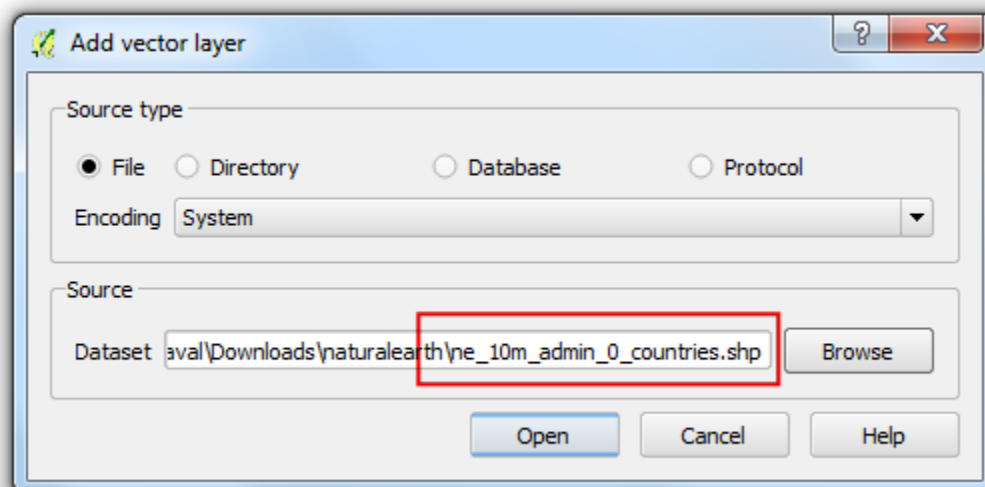 Add vector layer
Source type
File Directory Database Protocol
Encoding System
Source
Dataset aval\Downloads\naturalearth\ne_10m_admin_0_countries.shp Browse
Open Cancel Help